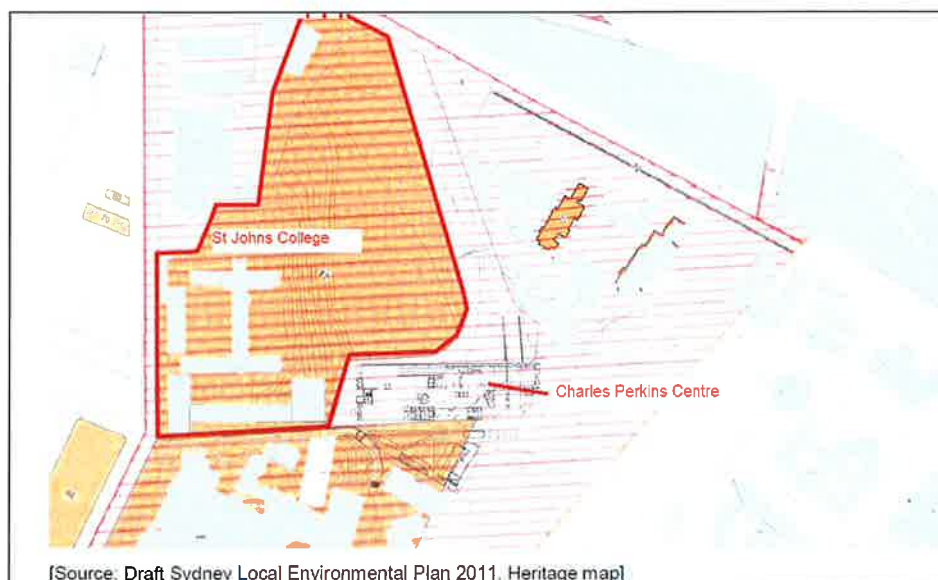 St Johns College
Charles Perkins Centre
[Source: Draft Sydney Local Environmental Plan 2011, Heritage map]